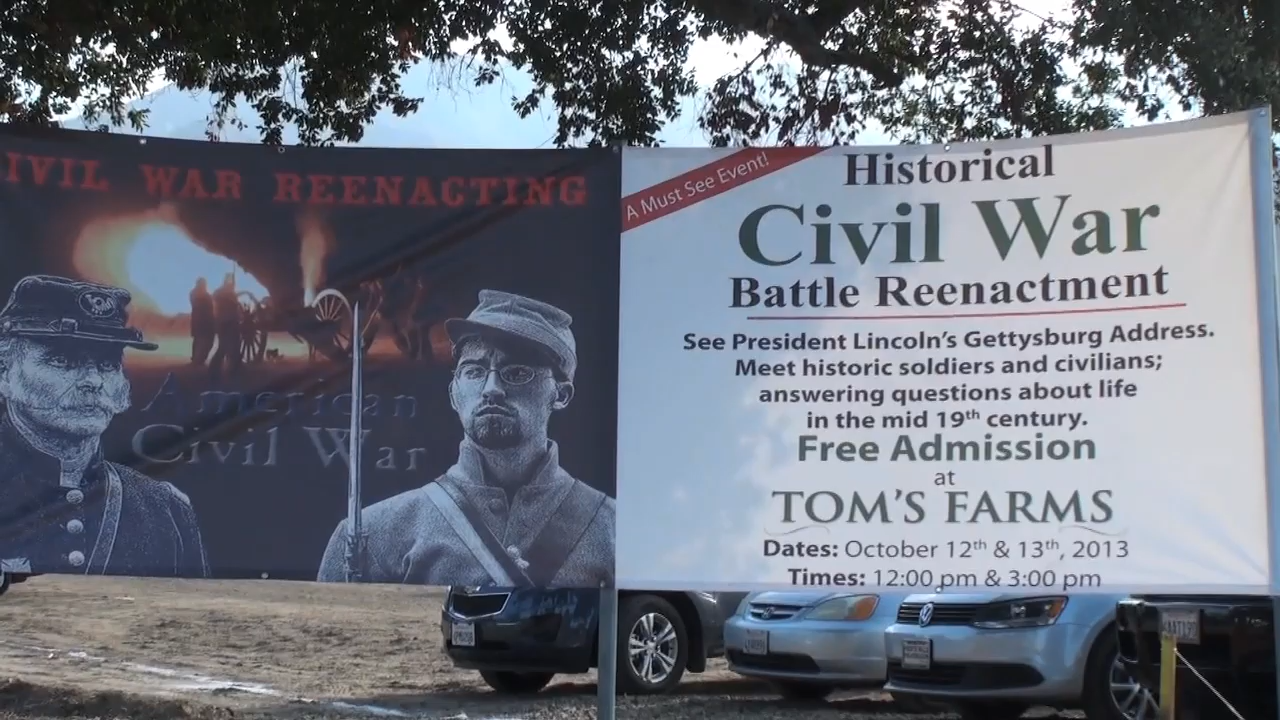 IVIL WAR REENACTING
American
Civil War
A Must See Event!
Historical
Civil War
Battle Reenactment
See President Lincoln's Gettysburg Address.
Meet historic soldiers and civilians;
answering questions about life
in the mid 19th century.
Free Admission
at
TOM'S FARMS
Dates: October 12th & 13th, 2013
Times: 12:00 pm & 3:00 pm